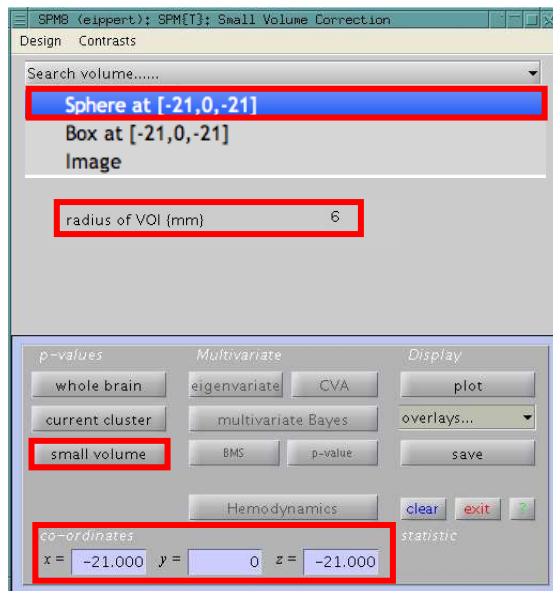 SPM8 (eippert): SPM{T}: Small Volume Correction
Design Contrasts
Search volume......
Sphere at [-21,0,-21]
Box at [-21,0,-21]
Image
radius of VOI {mm} 6
p-values Multivariate Display
whole brain eigenvariate CVA plot
current cluster multivariate Bayes overlays...
small volume BMS p-value save
Hemodynamics clear exit ?
co-ordinates statistic
x = -21.000 y = 0 z = -21.000